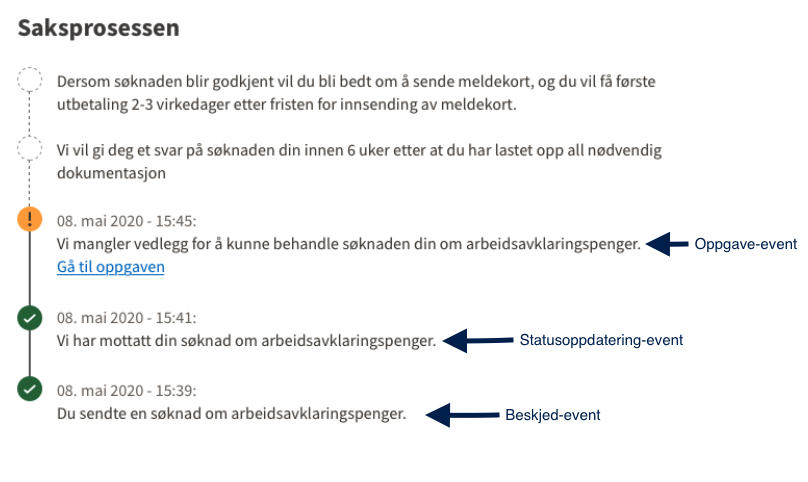 Saksprosessen
Dersom søknaden blir godkjent vil du bli bedt om å sende meldekort, og du vil få første
utbetaling 2-3 virkedager etter fristen for innsending av meldekort.
Vi vil gi deg et svar på søknaden din innen 6 uker etter at du har lastet opp all nødvendig
dokumentasjon
08. mai 2020 - 15:45:
Vi mangler vedlegg for å kunne behandle søknaden din om arbeidsavklaringspenger.
Oppgave-event
Gå til oppgaven
08. mai 2020 - 15:41:
Vi har mottatt din søknad om arbeidsavklaringspenger.
Statusoppdatering-event
08. mai 2020 - 15:39:
Du sendte en søknad om arbeidsavklaringspenger.
Beskjed-event